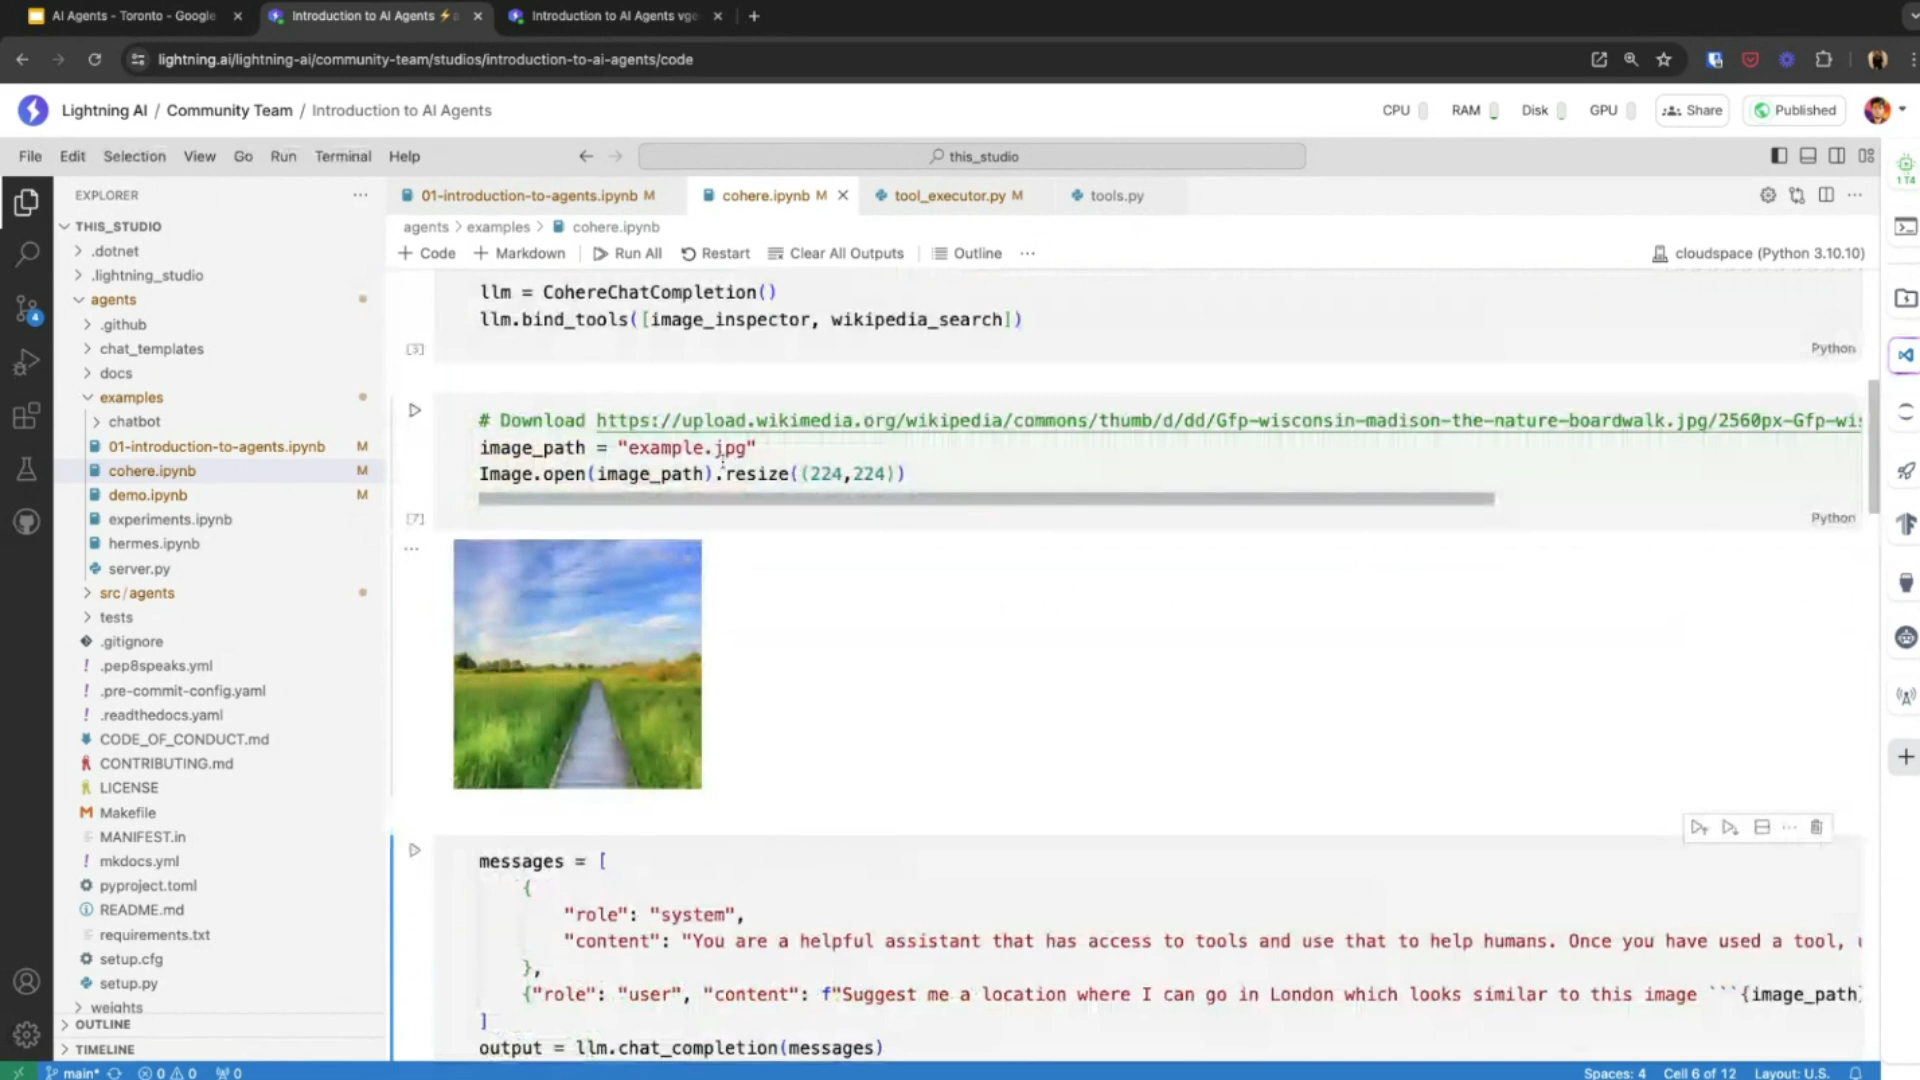 AI Agents - Toronto - Google
Introduction to AI Agents ⚡ a
Introduction to AI Agents vge
lightning.ai/lightning-ai/community-team/studios/introduction-to-ai-agents/code
Lightning AI / Community Team / Introduction to AI Agents
CPU RAM Disk GPU Share Published
File Edit Selection View Go Run Terminal Help
this_studio
1 T4
EXPLORER
01-introduction-to-agents.ipynb M
cohere.ipynb M
tool_executor.py M
tools.py
THIS_STUDIO
.dotnet
.lightning_studio
agents
.github
chat_templates
docs
examples
chatbot
01-introduction-to-agents.ipynb M
cohere.ipynb M
demo.ipynb M
experiments.ipynb
hermes.ipynb
server.py
src/agents
tests
.gitignore
.pep8speaks.yml
.pre-commit-config.yaml
.readthedocs.yaml
CODE_OF_CONDUCT.md
CONTRIBUTING.md
LICENSE
Makefile
MANIFEST.in
mkdocs.yml
pyproject.toml
README.md
requirements.txt
setup.cfg
setup.py
weights
OUTLINE
TIMELINE
4
agents > examples > cohere.ipynb
+ Code + Markdown Run All Restart Clear All Outputs Outline ...
cloudspace (Python 3.10.10)
llm = CohereChatCompletion()
llm.bind_tools([image_inspector, wikipedia_search])
[3] Python
# Download https://upload.wikimedia.org/wikipedia/commons/thumb/d/dd/Gfp-wisconsin-madison-the-nature-boardwalk.jpg/2560px-Gfp-wis
image_path = "example.jpg"
Image.open(image_path).resize((224,224))
[7] Python
messages = [
{
"role": "system",
"content": "You are a helpful assistant that has access to tools and use that to help humans. Once you have used a tool,
},
{"role": "user", "content": f"Suggest me a location where I can go in London which looks similar to this image ```{image_path}
]
output = llm.chat_completion(messages)
main* 0 0 0
Spaces: 4 Cell 6 of 12 Layout: U.S.